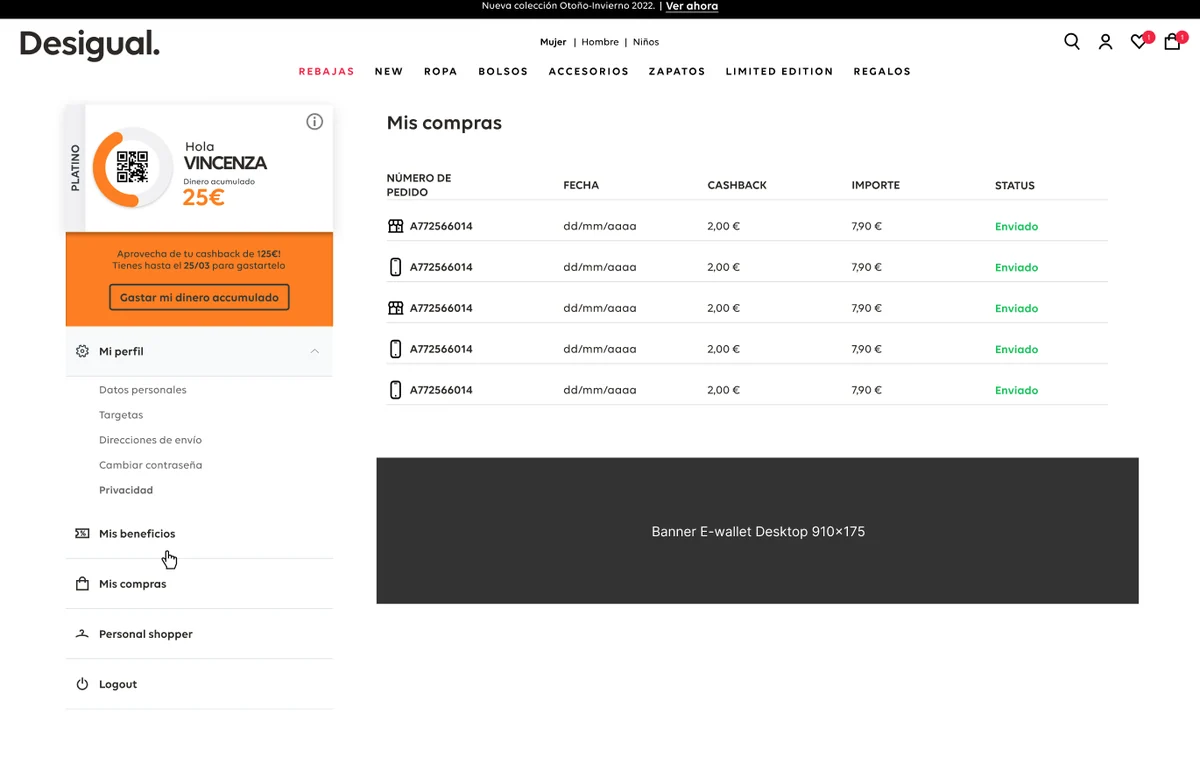 Nueva colección Otoño-Invierno 2022. | Ver ahora
Desigual.
Mujer | Hombre | Niños
1
1
REBAJAS NEW ROPA BOLSOS ACCESORIOS ZAPATOS LIMITED EDITION REGALOS
PLATINO
Hola
VINCENZA
Dinero acumulado
25€
Aprovecha de tu cashback de 125€!
Tienes hasta el 25/03 para gastartelo
Gastar mi dinero accumulado
Mi perfil
Datos personales
Targetas
Direcciones de envío
Cambiar contraseña
Privacidad
Mis beneficios
Mis compras
Personal shopper
Logout
Mis compras
NÚMERO DE
PEDIDO
FECHA CASHBACK IMPORTE STATUS
A772566014 dd/mm/aaaa 2,00 € 7,90 € Enviado
A772566014 dd/mm/aaaa 2,00 € 7,90 € Enviado
A772566014 dd/mm/aaaa 2,00 € 7,90 € Enviado
A772566014 dd/mm/aaaa 2,00 € 7,90 € Enviado
A772566014 dd/mm/aaaa 2,00 € 7,90 € Enviado
Banner E-wallet Desktop 910x175